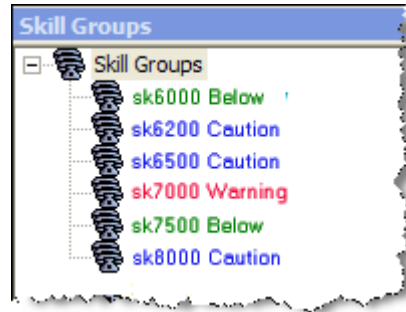 Skill Groups
Skill Groups
sk6000 Below
sk6200 Caution
sk6500 Caution
sk7000 Warning
sk7500 Below
sk8000 Caution